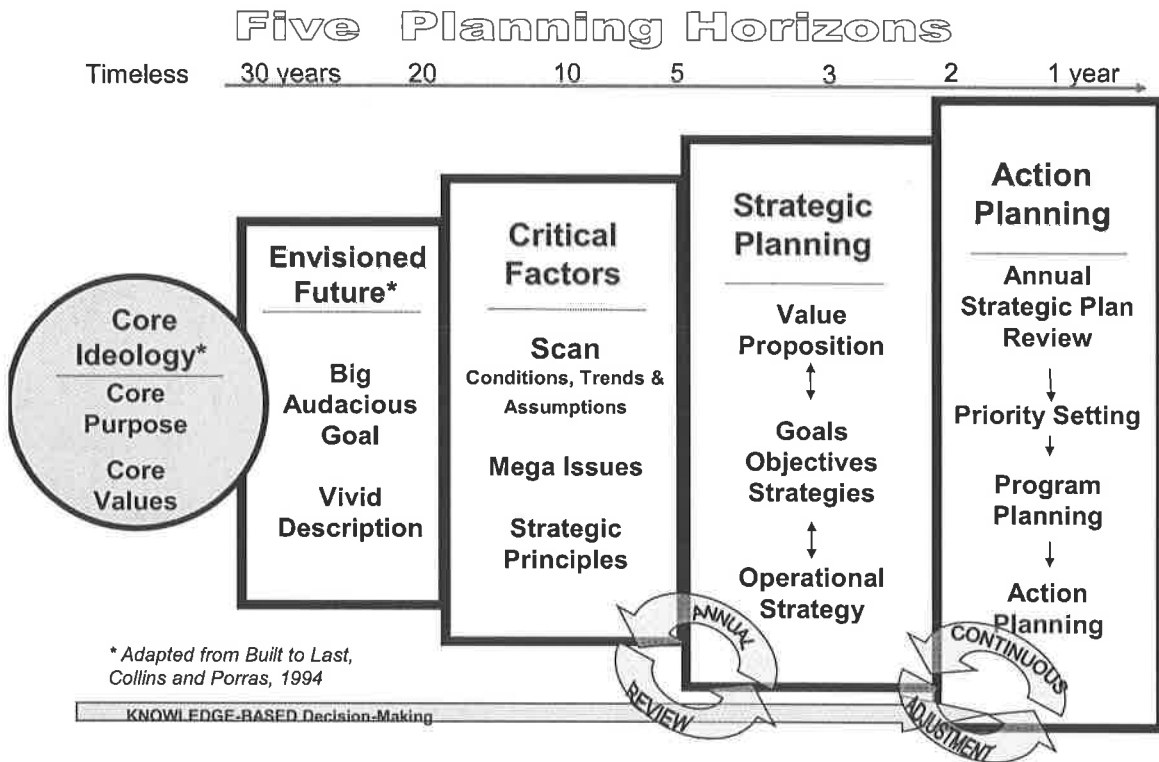 Five Planning Horizons
Timeless 30 years 20 10 5 3 2 1 year
Core
Ideology*
Core
Purpose
Core
Values
Envisioned
Future*
Big
Audacious
Goal
Vivid
Description
Critical
Factors
Scan
Conditions, Trends &
Assumptions
Mega Issues
Strategic
Principles
Strategic
Planning
Value
Proposition
Goals
Objectives
Strategies
Operational
Strategy
Action
Planning
Annual
Strategic Plan
Review
Priority Setting
Program
Planning
Action
Planning
ANNUAL
REVIEW
CONTINUOUS
ADJUSTMENT
* Adapted from Built to Last,
Collins and Porras, 1994
KNOWLEDGE-BASED Decision-Making